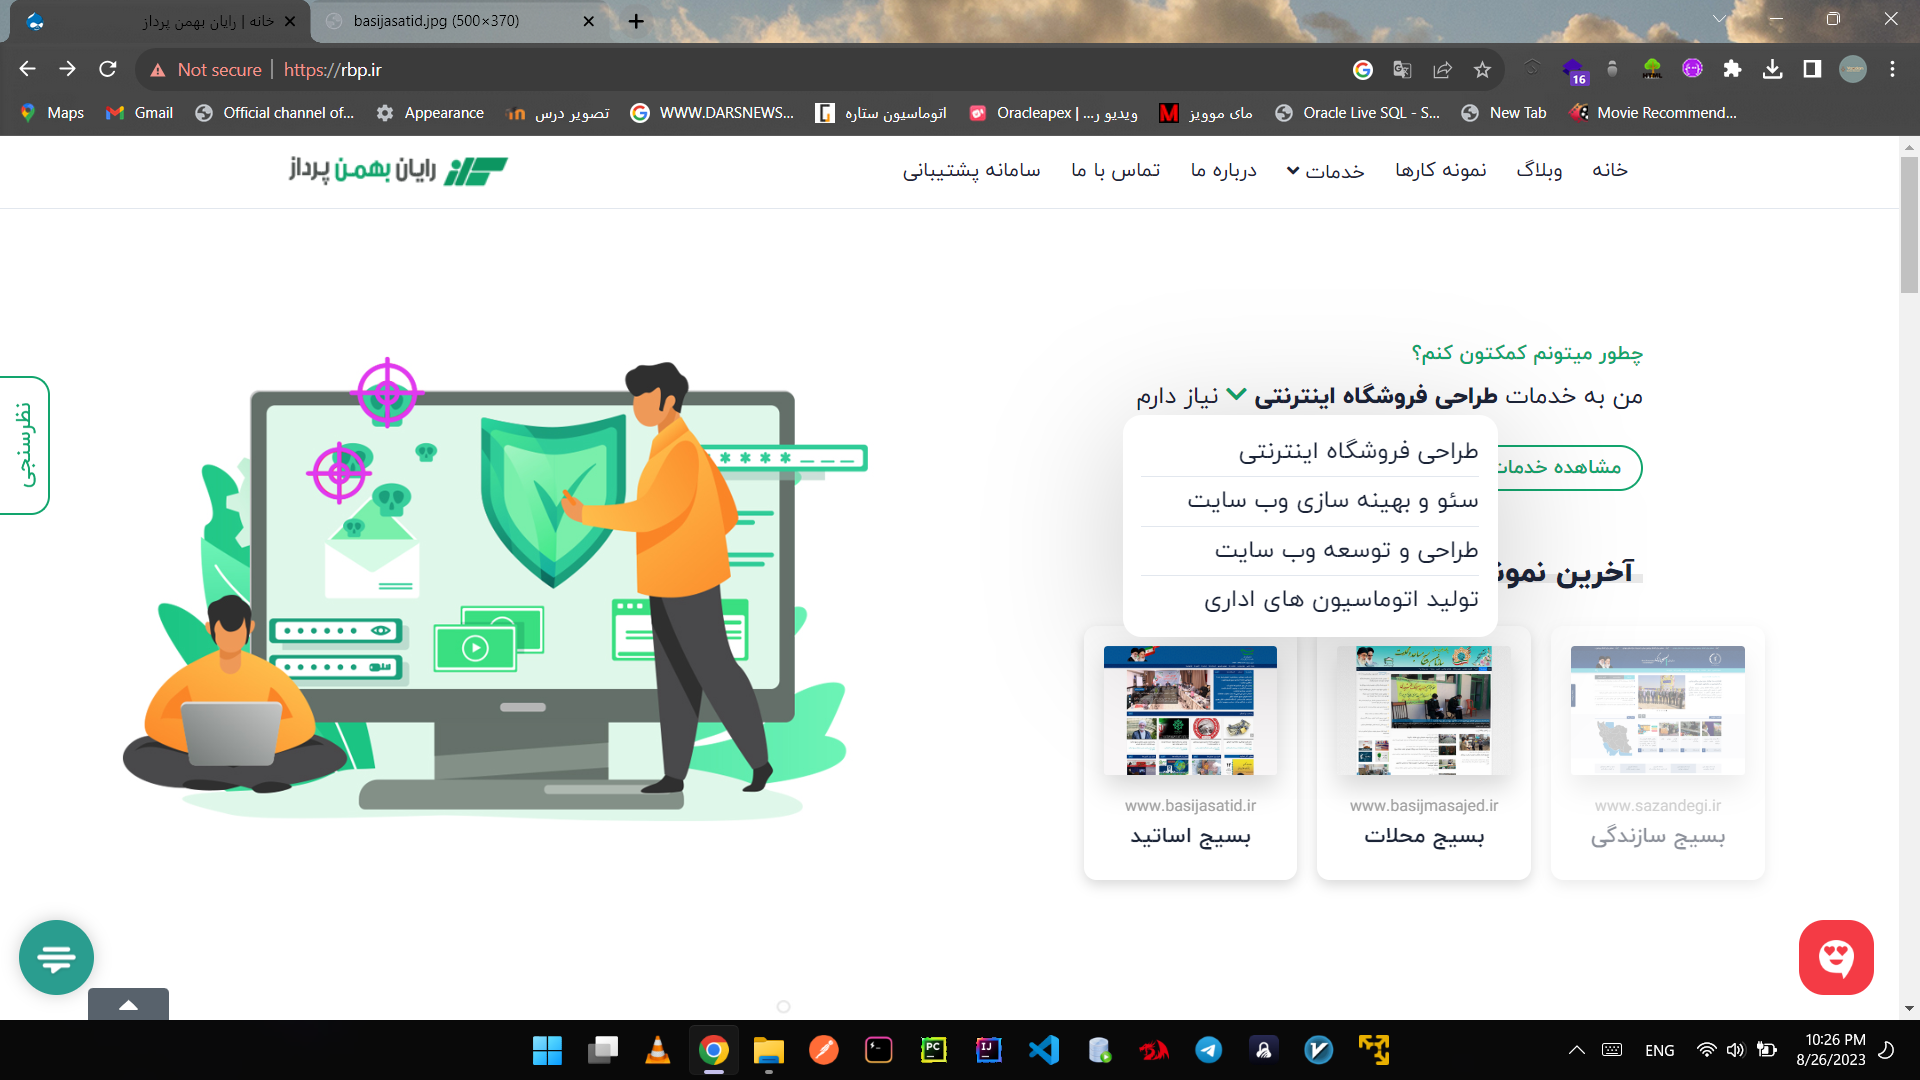 خانه | رایان بهمن پرداز
basijasatid.jpg (500×370)
Not secure | https://rbp.ir
16
Maps
Gmail
Official channel of...
Appearance
تصویر درس
WWW.DARSNEWS...
اتوماسیون ستاره
Oracleapex | ...ویدیو ر
مای موویز
Oracle Live SQL - S...
New Tab
Movie Recommend...
رایان بهمن پرداز
خانه
وبلاگ
نمونه کارها
خدمات
درباره ما
تماس با ما
سامانه پشتیبانی
چطور میتونم کمکتون کنم؟
من به خدمات طراحی فروشگاه اینترنتی نیاز دارم
طراحی فروشگاه اینترنتی
سئو و بهینه سازی وب سایت
طراحی و توسعه وب سایت
تولید اتوماسیون های اداری
مشاهده خدمات
آخرین نمون
نظرسنجی
www.basijasatid.ir
بسیج اساتید
www.basijmasajed.ir
بسیج محلات
www.sazandegi.ir
بسیج سازندگی
PC
IJ
ENG
10:26 PM
8/26/2023